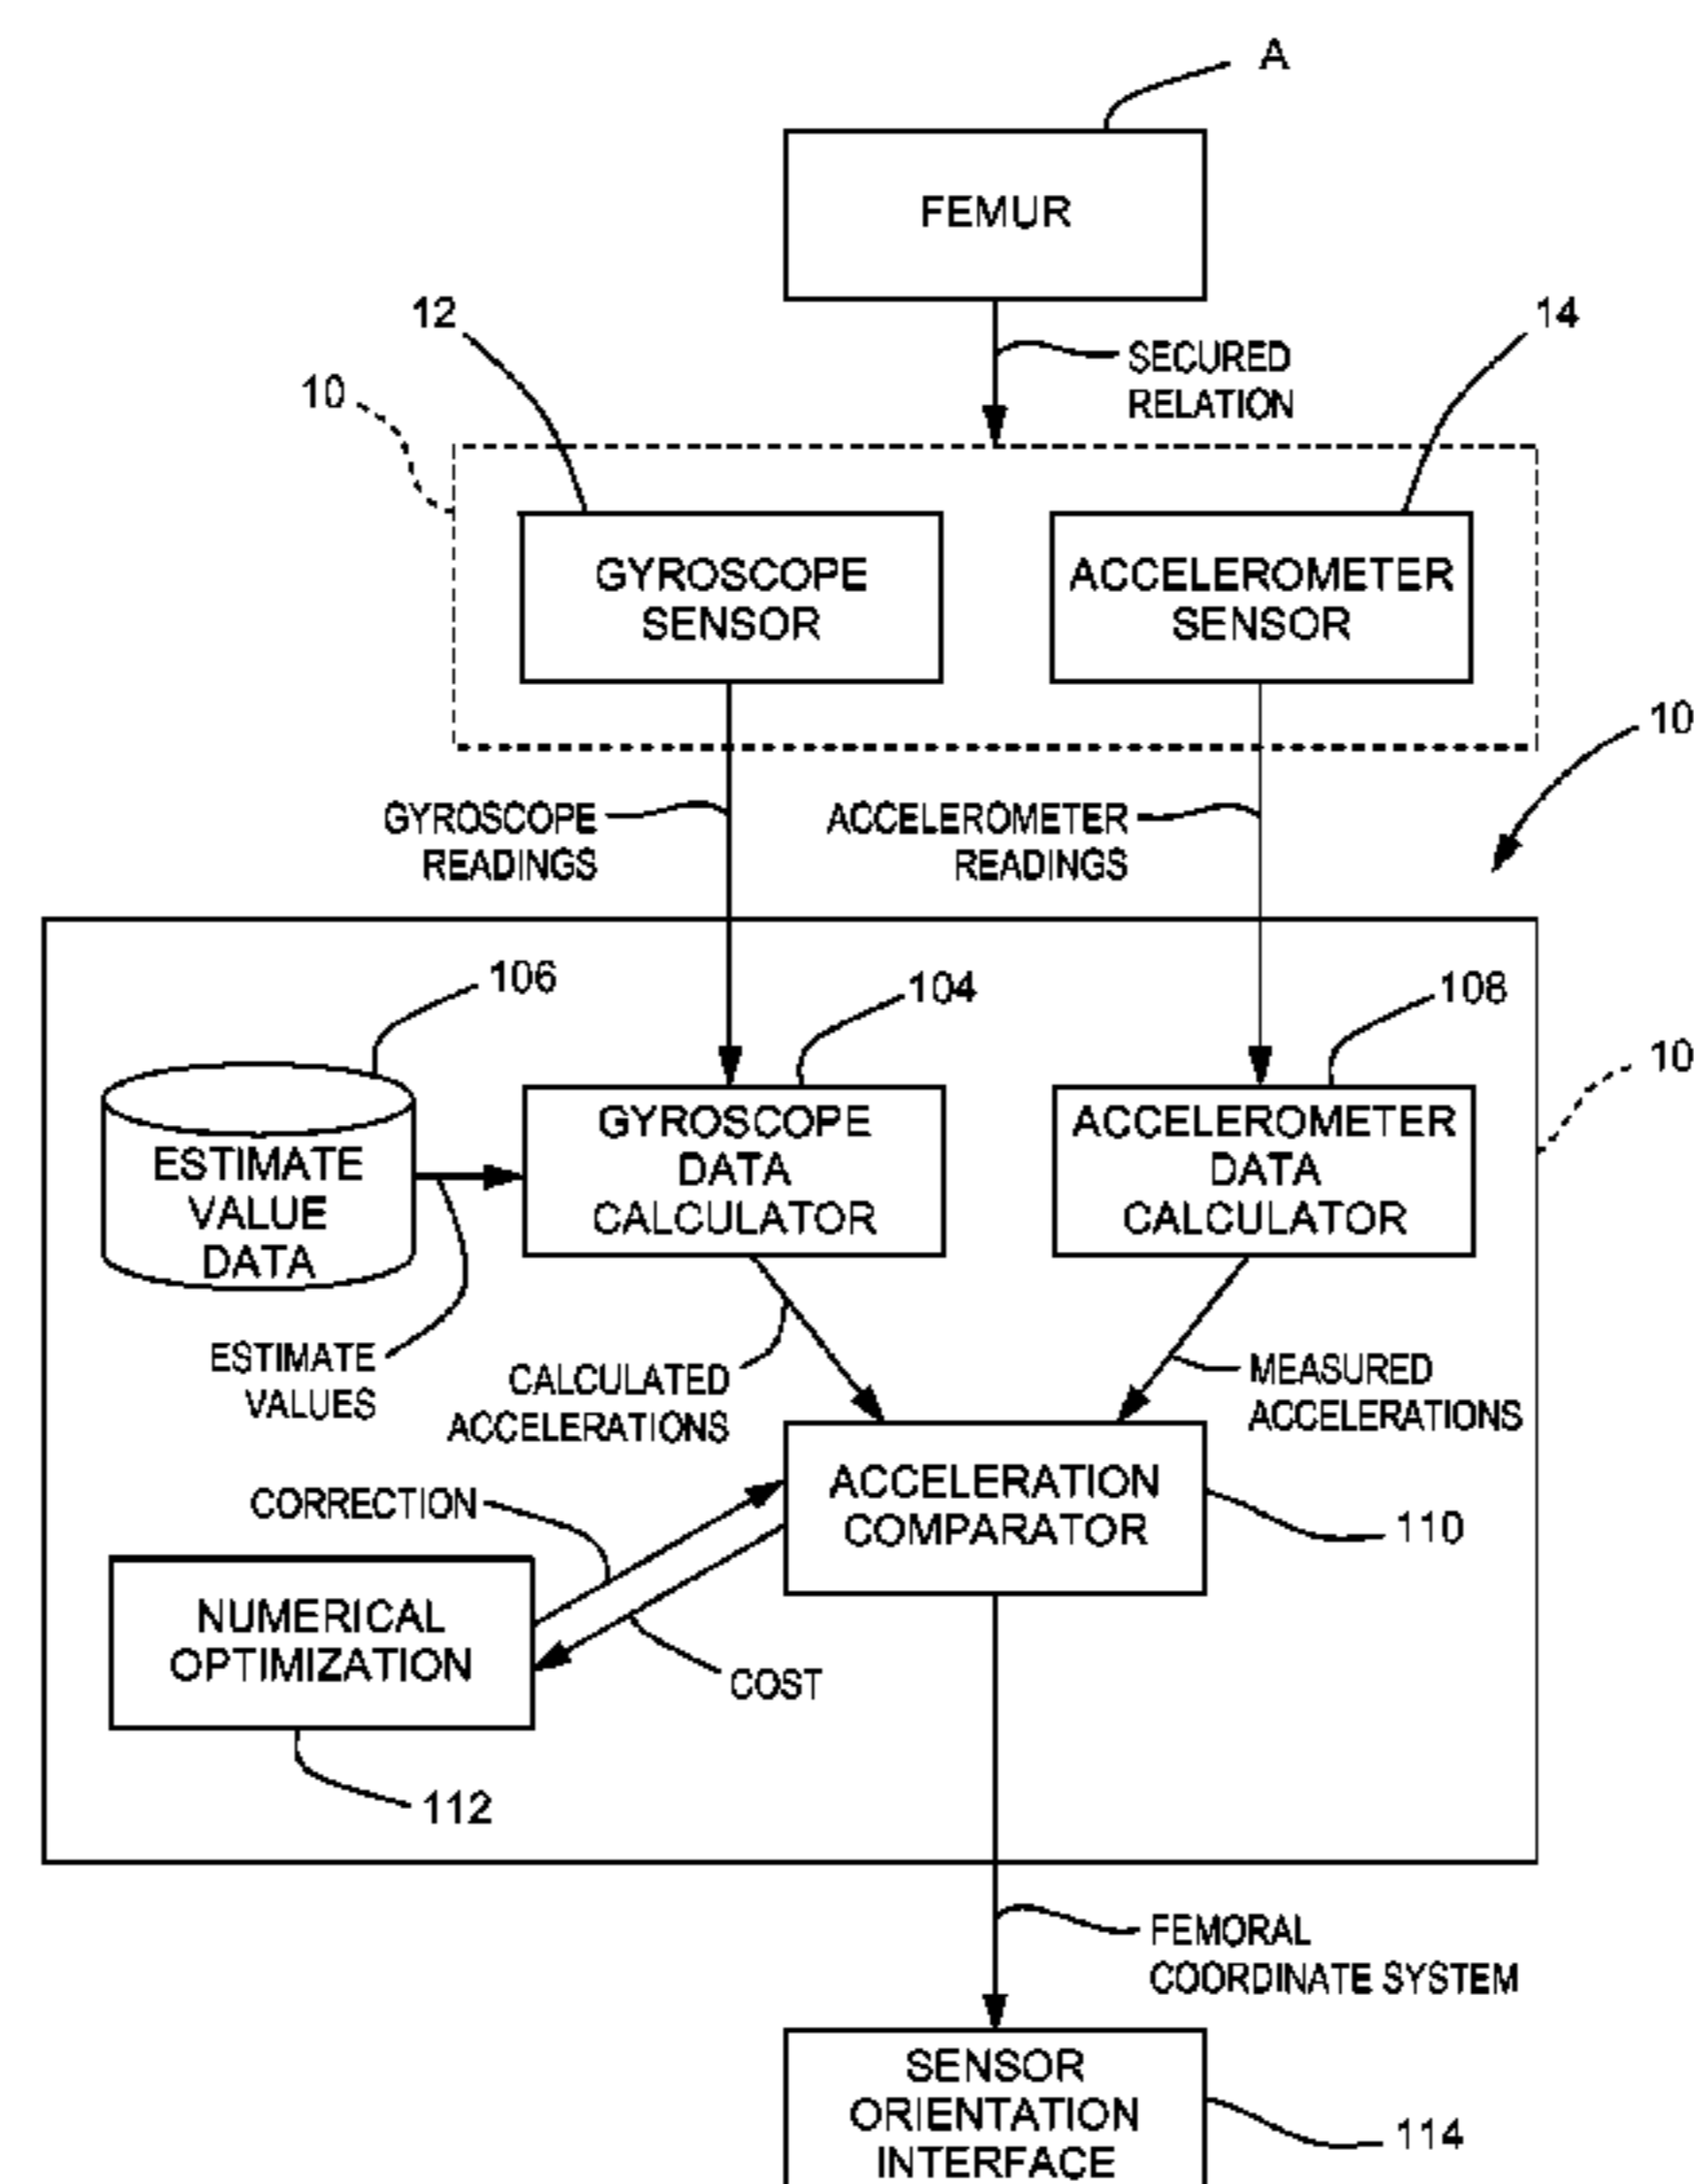 A
FEMUR
12
14
SECURED
RELATION
10
GYROSCOPE
SENSOR
ACCELEROMETER
SENSOR
10
GYROSCOPE
READINGS
ACCELEROMETER
READINGS
106
104
108
10
ESTIMATE
VALUE
DATA
GYROSCOPE
DATA
CALCULATOR
ACCELEROMETER
DATA
CALCULATOR
ESTIMATE
VALUES
CALCULATED
ACCELERATIONS
MEASURED
ACCELERATIONS
CORRECTION
ACCELERATION
COMPARATOR
110
NUMERICAL
OPTIMIZATION
COST
112
FEMORAL
COORDINATE SYSTEM
SENSOR
ORIENTATION
INTERFACE
114